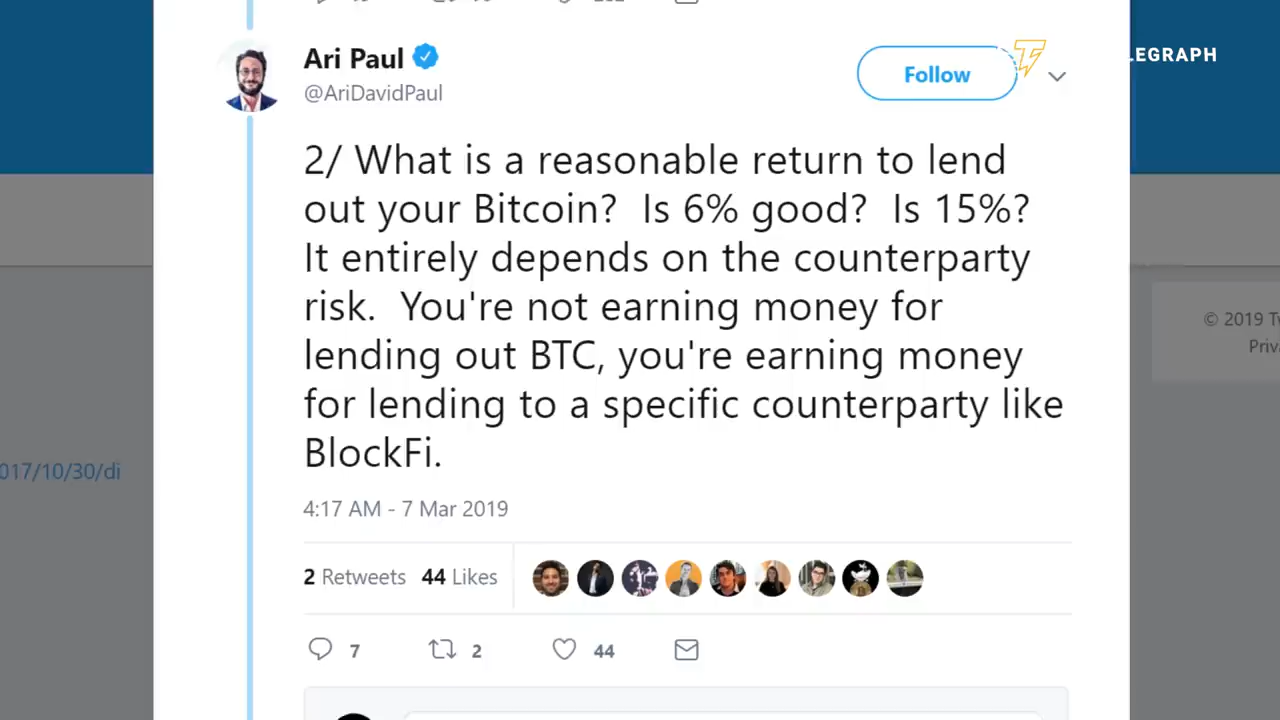 Ari Paul
Follow
LEGRAPH
@AriDavidPaul
2/ What is a reasonable return to lend
out your Bitcoin?  Is 6% good?  Is 15%?
It entirely depends on the counterparty
risk.  You're not earning money for
lending out BTC, you're earning money
for lending to a specific counterparty like
BlockFi.
4:17 AM - 7 Mar 2019
2 Retweets 44 Likes
7 2 44
© 2019 Tw
Priva
017/10/30/di